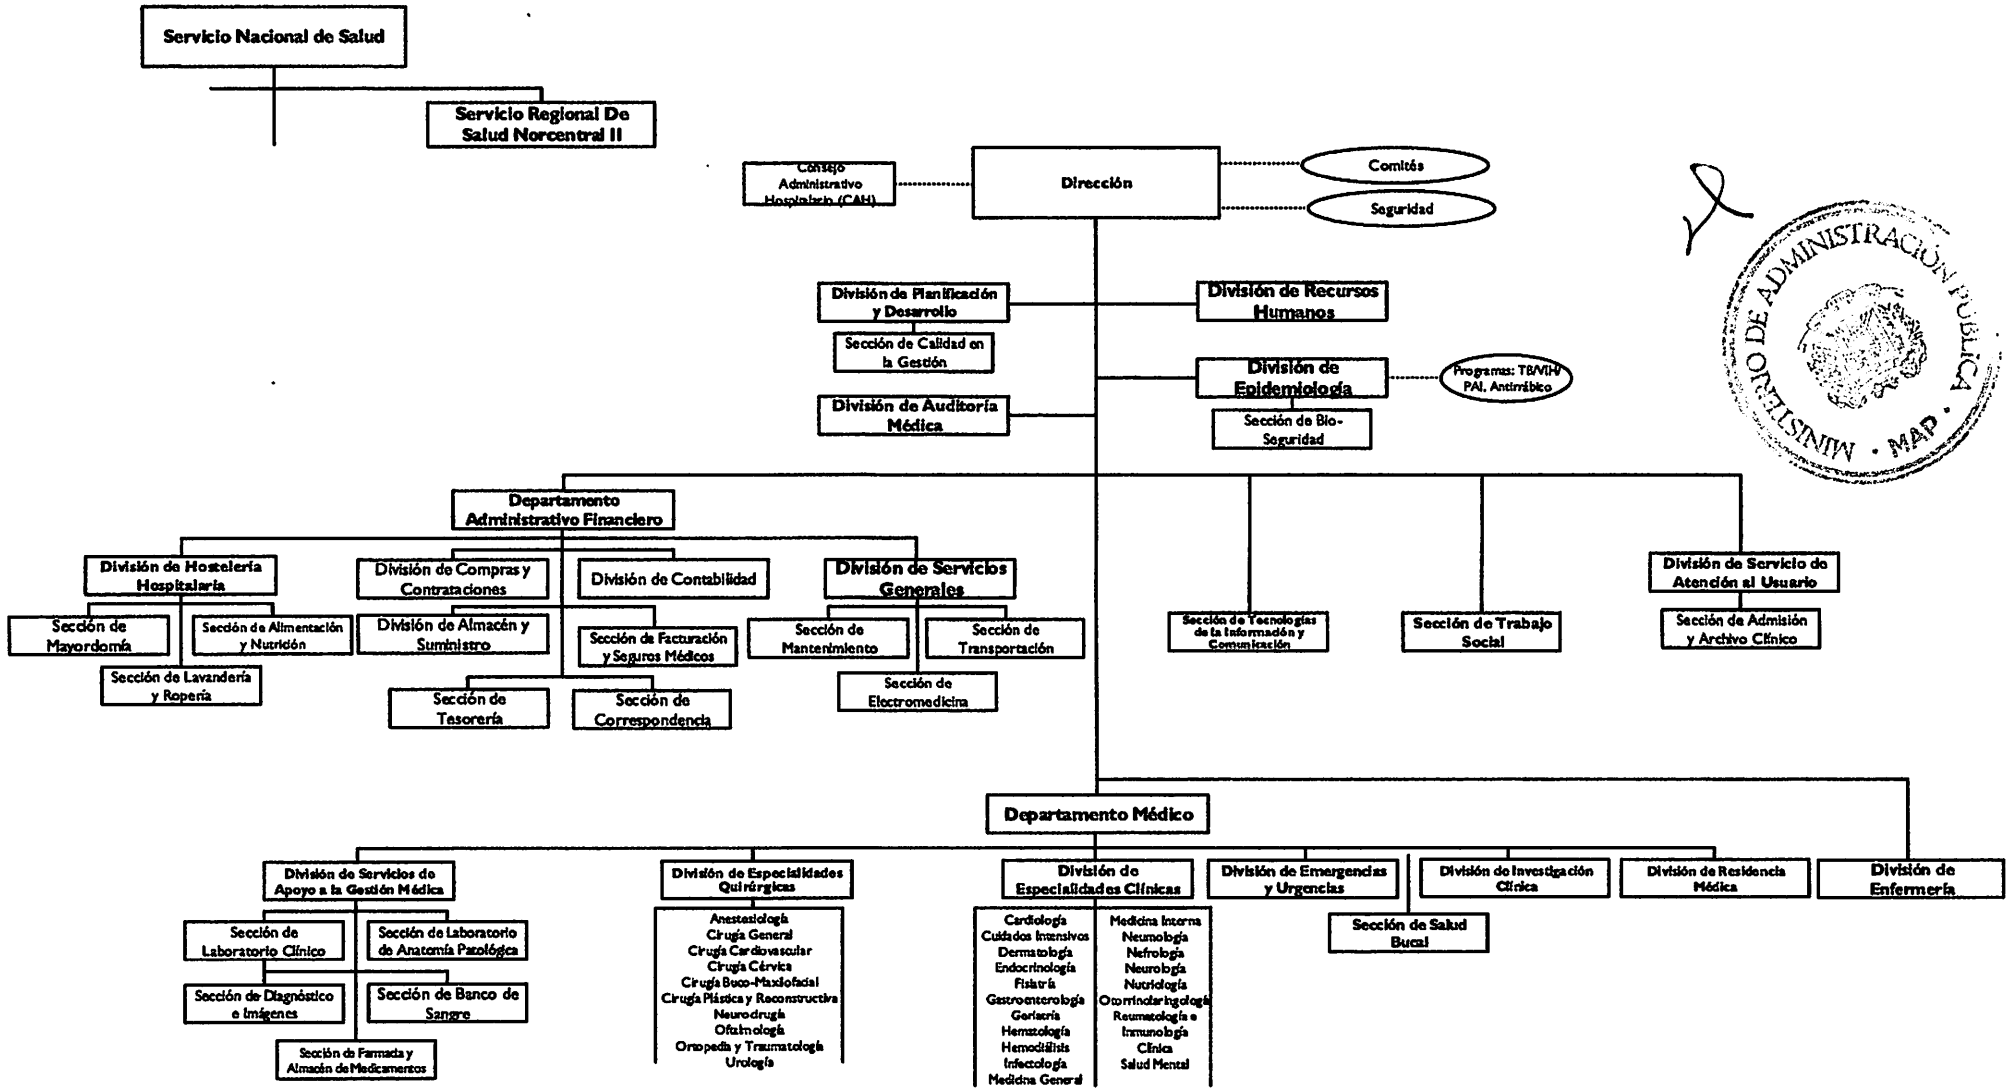 Servicio Nacional de Salud
Servicio Regional De
Salud Norcentral II
Consejo
Administrativo
Hospitalario (CAH)
Dirección
Comités
Seguridad
División de Planificación
y Desarrollo
Sección de Calidad en
la Gestión
División de Recursos
Humanos
División de
Epidemiología
Programas: TB/VIH/
PAI, Antirrábico
Sección de Bio-
Seguridad
División de Auditoría
Médica
MINISTERIO DE ADMINISTRACIÓN PÚBLICA
· MAP ·
Departamento
Administrativo Financiero
División de Hostelería
Hospitalaria
Sección de
Mayordomía
Sección de Alimentación
y Nutrición
Sección de Lavandería
y Ropería
División de Compras y
Contrataciones
División de Contabilidad
División de Almacén y
Suministro
Sección de Facturación
y Seguros Médicos
Sección de
Tesorería
Sección de
Correspondencia
División de Servicios
Generales
Sección de
Mantenimiento
Sección de
Transportación
Sección de
Electromedicina
Sección de Tecnologías
de la Información y
Comunicación
Sección de Trabajo
Social
División de Servicio de
Atención al Usuario
Sección de Admisión
y Archivo Clínico
Departamento Médico
División de Servicios de
Apoyo a la Gestión Médica
Sección de
Laboratorio Clínico
Sección de Laboratorio
de Anatomía Patológica
Sección de Diagnóstico
e Imágenes
Sección de Banco de
Sangre
Sección de Farmacia y
Almacén de Medicamentos
División de Especialidades
Quirúrgicas
Anestesiología
Cirugía General
Cirugía Cardiovascular
Cirugía Cérvica
Cirugía Buco-Maxilofacial
Cirugía Plástica y Reconstructiva
Neurocirugía
Oftalmología
Ortopedia y Traumatología
Urología
División de
Especialidades Clínicas
Cardiología
Cuidados Intensivos
Dermatología
Endocrinología
Fisiatría
Gastroenterología
Geriatría
Hematología
Hemodiálisis
Infectología
Medicina General
Medicina Interna
Neumología
Nefrología
Neurología
Nutriología
Otorrinolaringología
Reumatología e
Inmunología
Clínica
Salud Mental
División de Emergencias
y Urgencias
Sección de Salud
Bucal
División de Investigación
Clínica
División de Residencia
Médica
División de
Enfermería